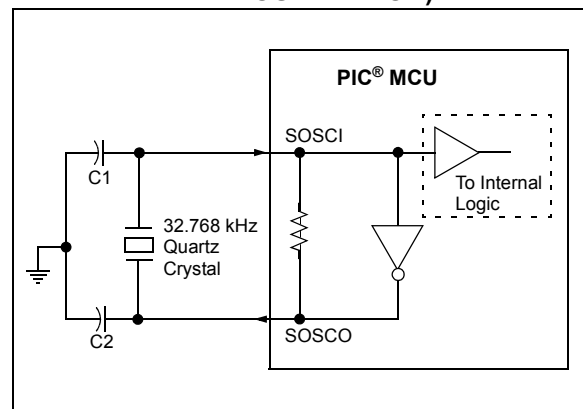 PIC® MCU
SOSCI
C1
To Internal
Logic
32.768 kHz
Quartz
Crystal
C2
SOSCO